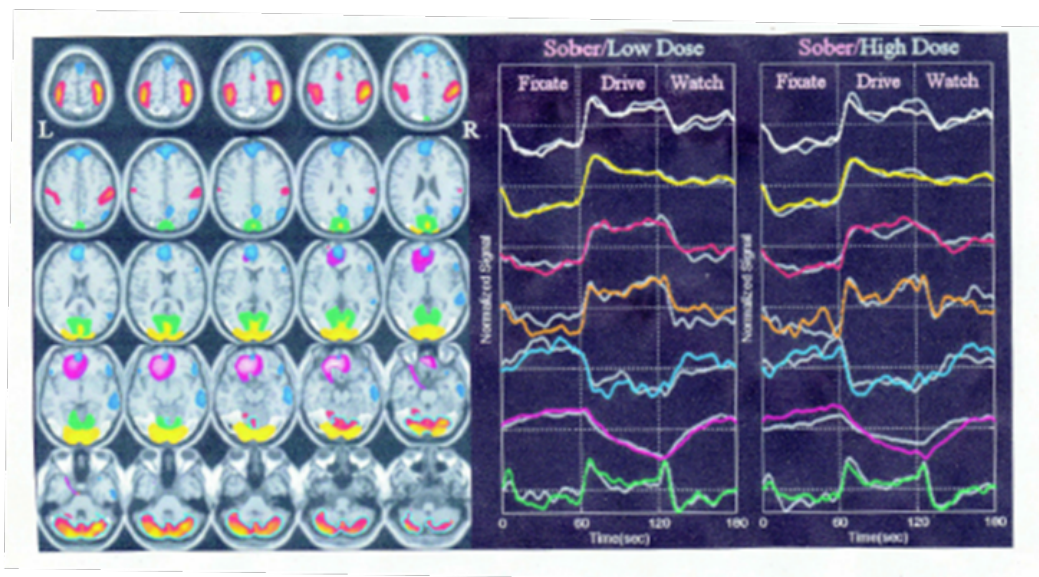 Sober/Low Dose
Sober/High Dose
Fixate Drive Watch
Fixate Drive Watch
L
R
Normalized Signal
Normalized Signal
0 60 120 180
0 60 120 180
Time(sec)
Time(sec)